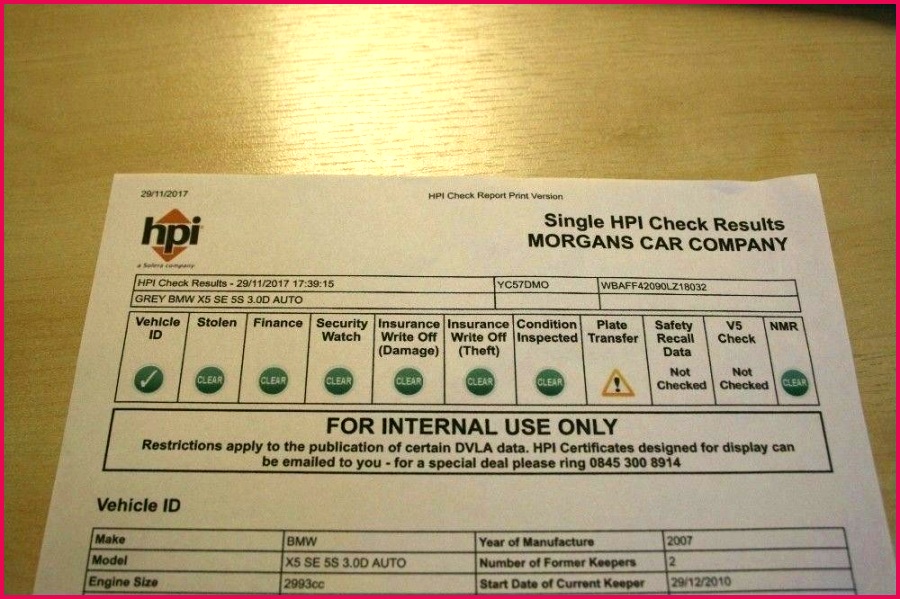 29/11/2017 HPI Check Report Print Version
hpi
a Solera company
Single HPI Check Results
MORGANS CAR COMPANY
HPI Check Results - 29/11/2017 17:39:15 YC57DMO WBAFF42090LZ18032
GREY BMW X5 SE 5S 3.0D AUTO
Vehicle ID
Stolen CLEAR
Finance CLEAR
Security Watch CLEAR
Insurance Write Off (Damage) CLEAR
Insurance Write Off (Theft) CLEAR
Condition Inspected CLEAR
Plate Transfer !
Safety Recall Data Not Checked
V5 Check Not Checked
NMR CLEAR
FOR INTERNAL USE ONLY
Restrictions apply to the publication of certain DVLA data. HPI Certificates designed for display can
be emailed to you - for a special deal please ring 0845 300 8914
Vehicle ID
Make BMW Year of Manufacture 2007
Model X5 SE 5S 3.0D AUTO Number of Former Keepers 2
Engine Size 2993cc Start Date of Current Keeper 29/12/2010